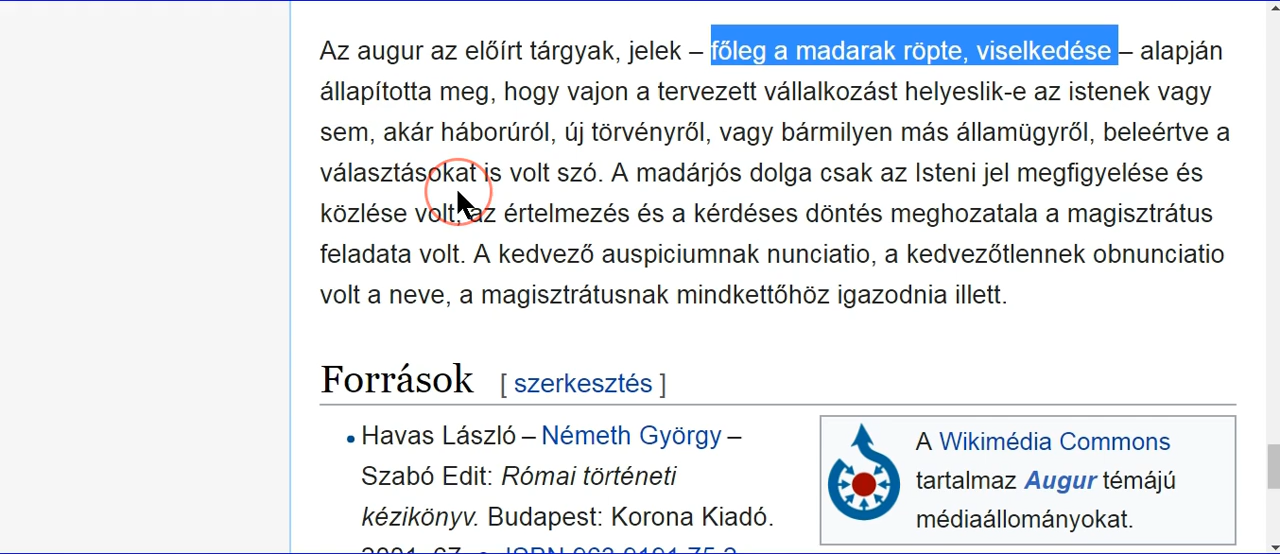 Az augur az előírt tárgyak, jelek – főleg a madarak röpte, viselkedése – alapján
állapította meg, hogy vajon a tervezett vállalkozást helyeslik-e az istenek vagy
sem, akár háborúról, új törvényről, vagy bármilyen más államügyről, beleértve a
választásokat is volt szó. A madárjós dolga csak az Isteni jel megfigyelése és
közlése volt, az értelmezés és a kérdéses döntés meghozatala a magisztrátus
feladata volt. A kedvező auspiciumnak nunciatio, a kedvezőtlennek obnunciatio
volt a neve, a magisztrátusnak mindkettőhöz igazodnia illett.
Források [ szerkesztés ]
Havas László – Németh György –
Szabó Edit: Római történeti
kézikönyv. Budapest: Korona Kiadó.
A Wikimédia Commons
tartalmaz Augur témájú
médiaállományokat.